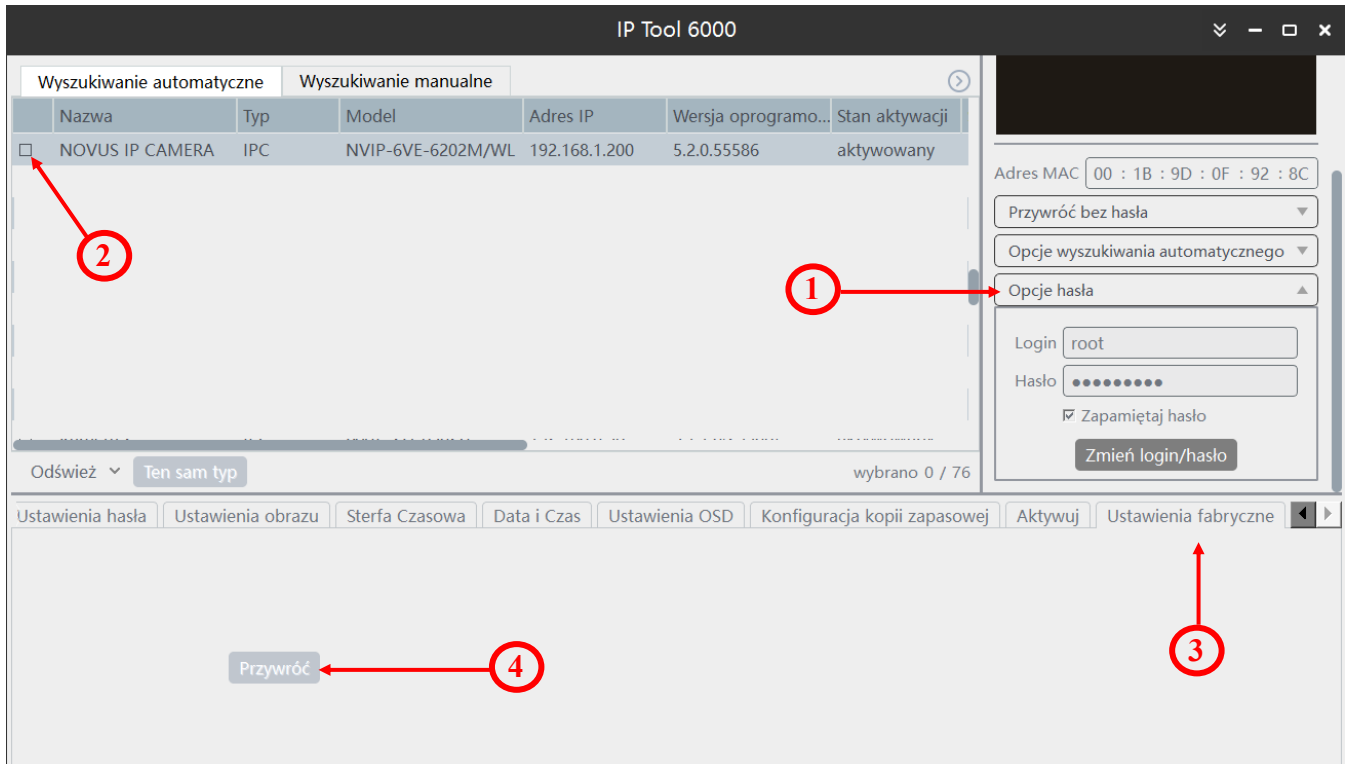 IP Tool 6000
Wyszukiwanie automatyczne Wyszukiwanie manualne
Nazwa Typ Model Adres IP Wersja oprogramo... Stan aktywacji
NOVUS IP CAMERA IPC NVIP-6VE-6202M/WL 192.168.1.200 5.2.0.55586 aktywowany
2
1
Odśwież Ten sam typ wybrano 0 / 76
Adres MAC 00 : 1B : 9D : 0F : 92 : 8C
Przywróć bez hasła
Opcje wyszukiwania automatycznego
Opcje hasła
Login root
Hasło ●●●●●●●●●
Zapamiętaj hasło
Zmień login/hasło
Ustawienia hasła Ustawienia obrazu Sterfa Czasowa Data i Czas Ustawienia OSD Konfiguracja kopii zapasowej Aktywuj Ustawienia fabryczne
3
Przywróć 4